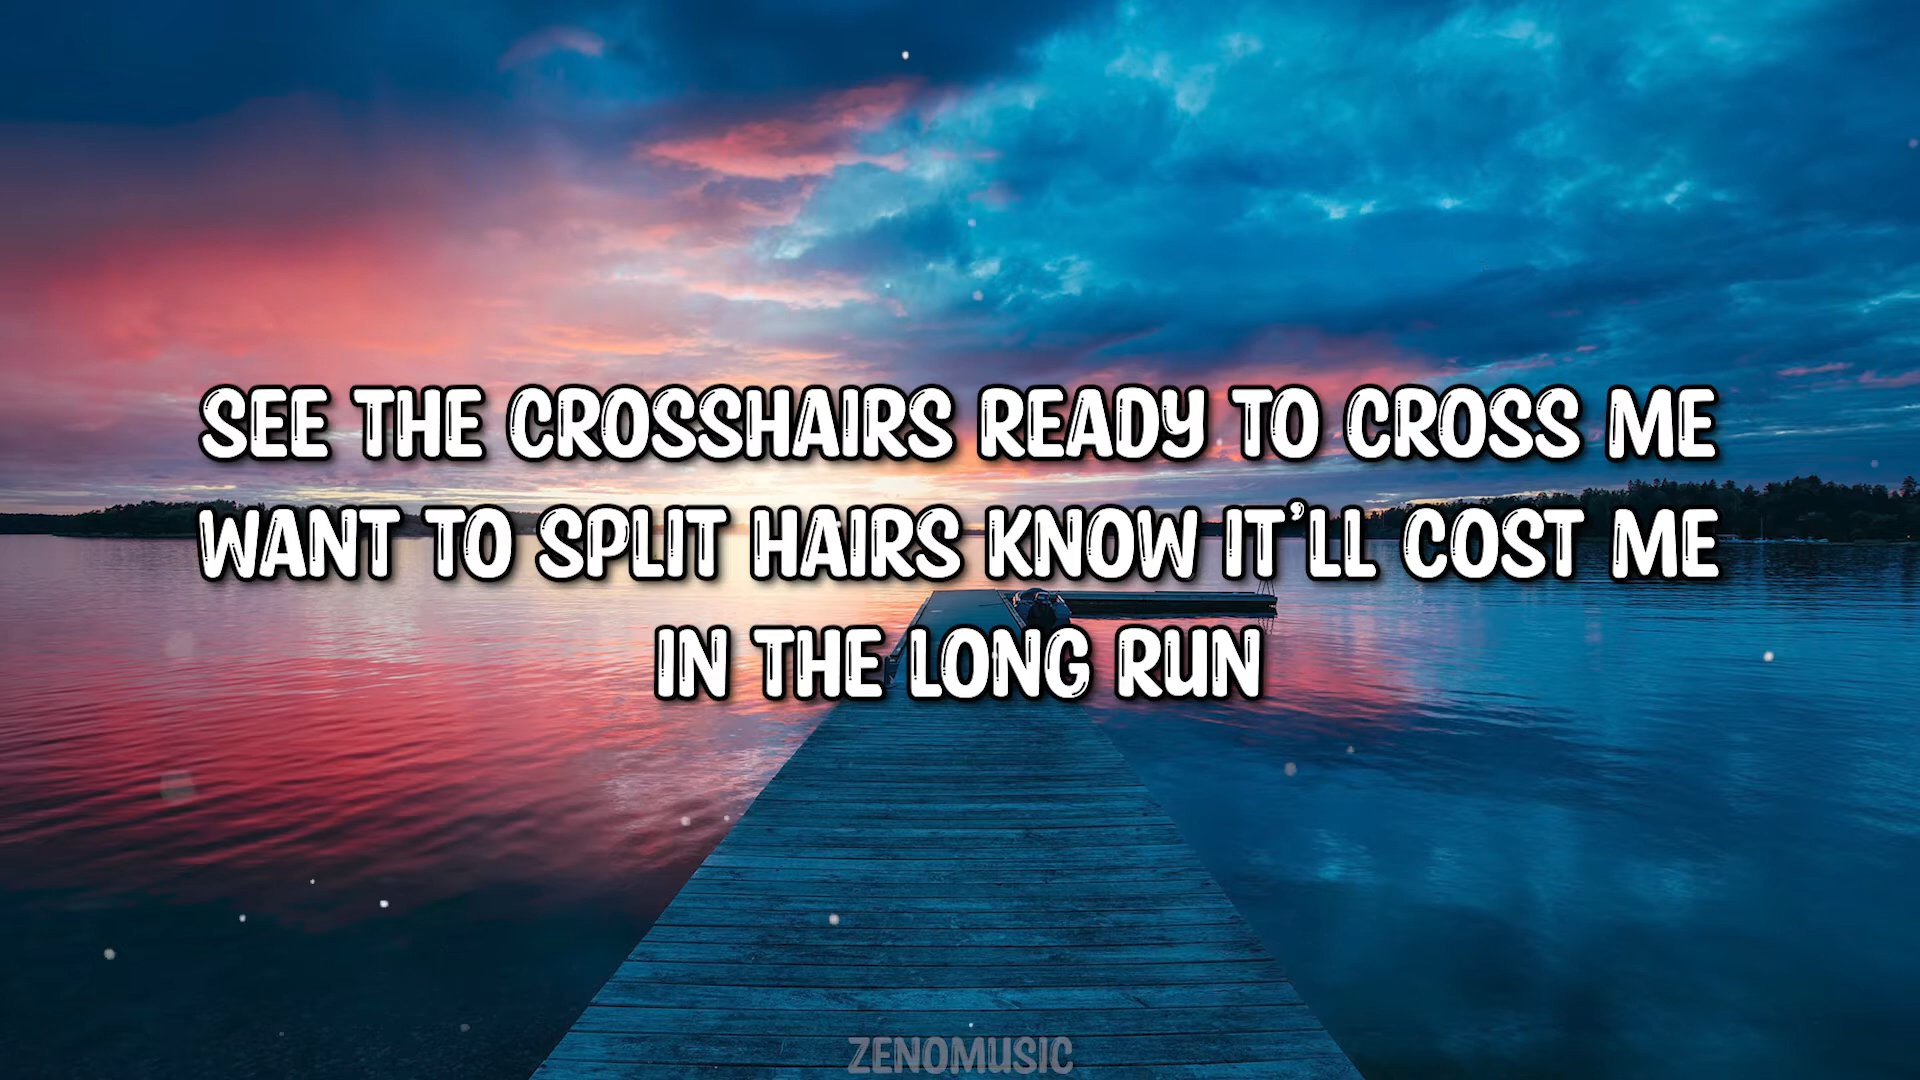 SEE THE CROSSHAIRS READY TO CROSS ME
WANT TO SPLIT HAIRS KNOW IT'LL COST ME
IN THE LONG RUN
ZENOMUSIC